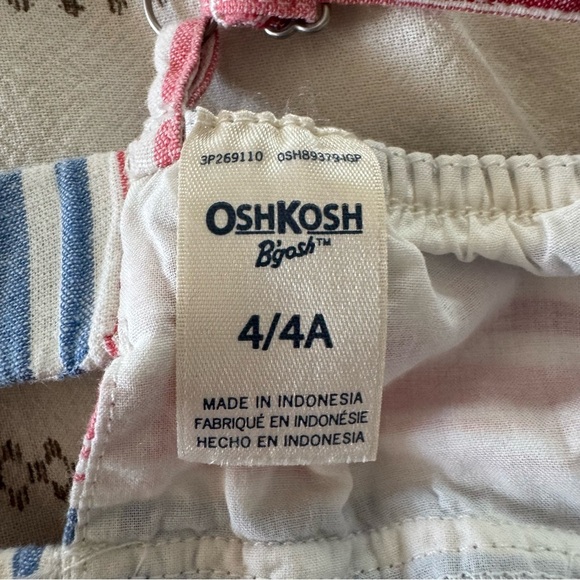 3P269110 OSH89379-IGP
OSHKOSH
B'gosh™
4/4A
MADE IN INDONESIA
FABRIQUÉ EN INDONÉSIE
HECHO EN INDONESIA